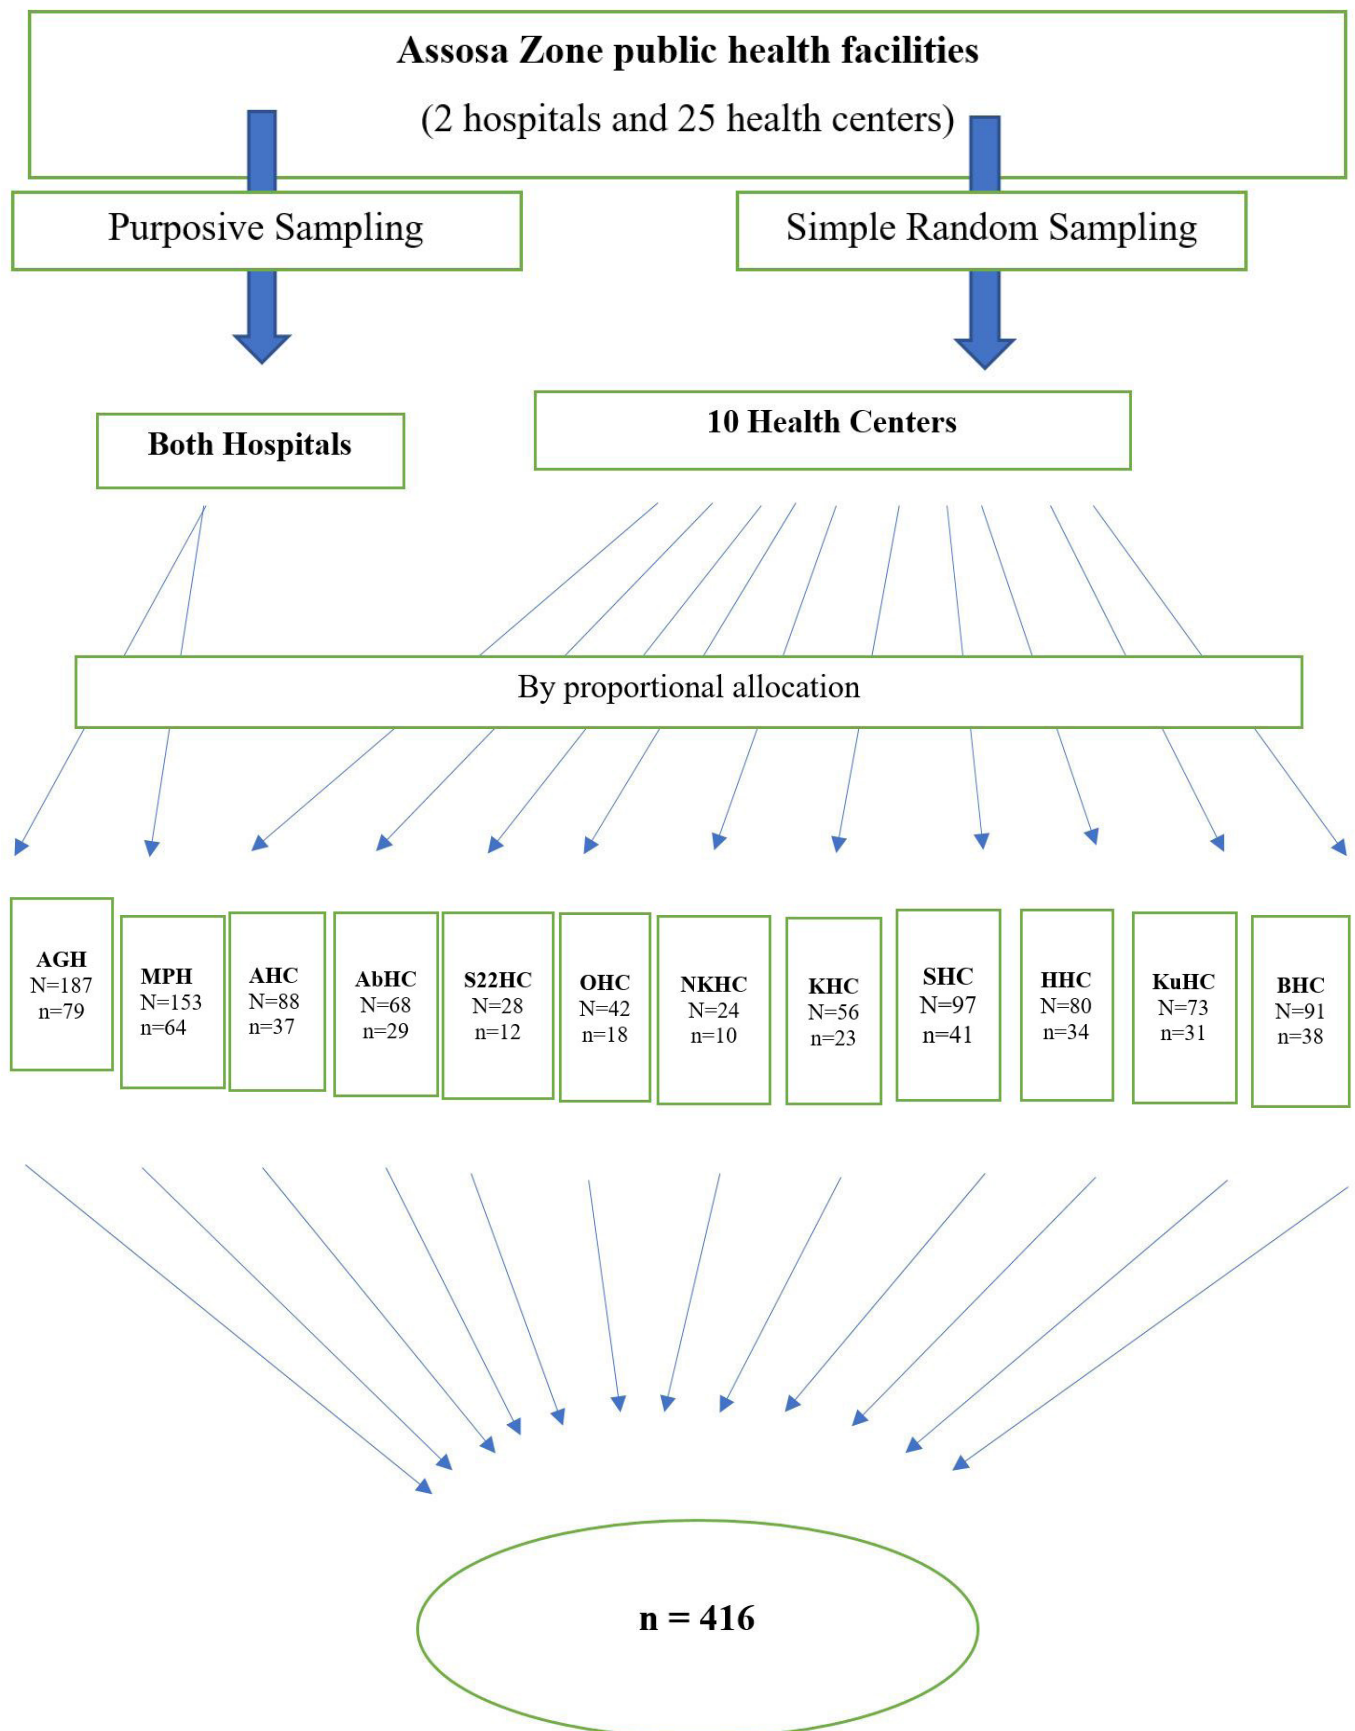 Assosa Zone public health facilities
(2 hospitals and 25 health centers)
Purposive Sampling
Simple Random Sampling
Both Hospitals
10 Health Centers
By proportional allocation
AGH
N=187
n=79
MPH
N=153
n=64
AHC
N=88
n=37
AbHC
N=68
n=29
S22HC
N=28
n=12
OHC
N=42
n=18
NKHC
N=24
n=10
KHC
N=56
n=23
SHC
N=97
n=41
HHC
N=80
n=34
KuHC
N=73
n=31
BHC
N=91
n=38
n = 416